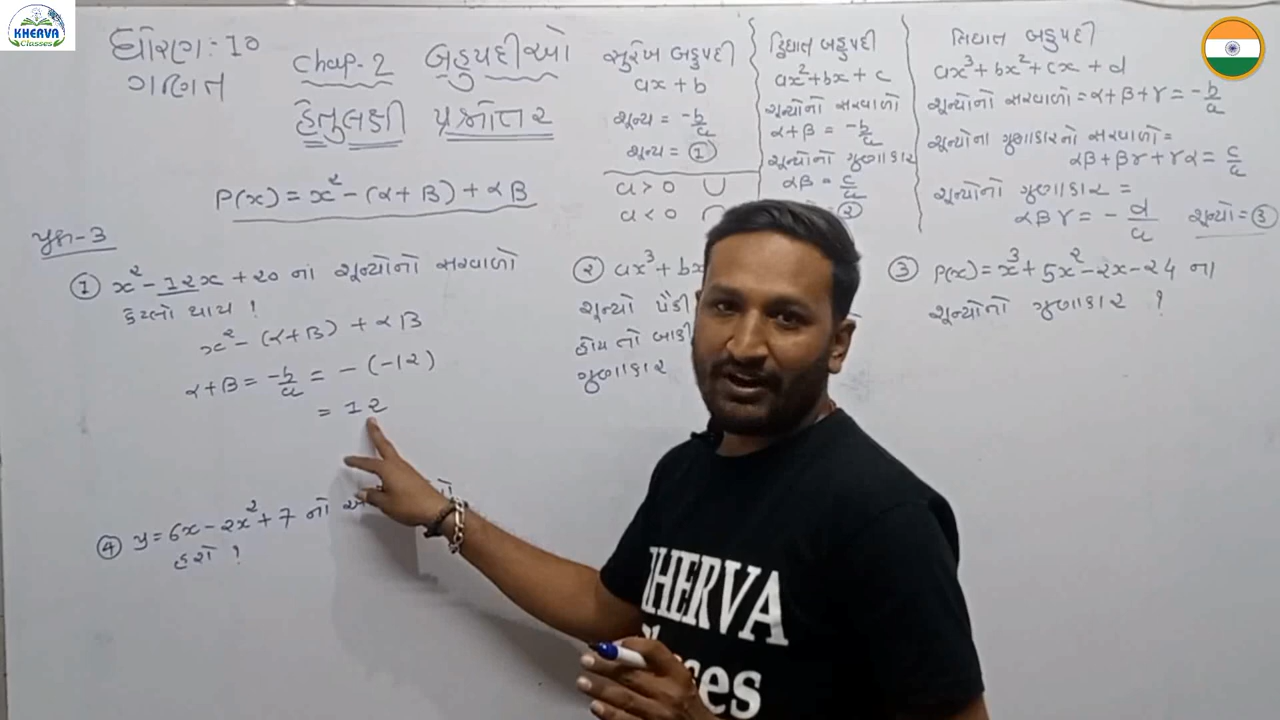 KHERVA
Classes
ધોરણ:-10
ગણિત
Chap-2 બહુપદીઓ
હેતુલક્ષી પ્રશ્નોત્તર
P(x) = x² - (α+β) + αβ
સુરેખ બહુપદી
ax + b
શૂન્ય = -b/a
શૂન્ય = ①
a > 0 ∪
a < 0 ∩
દ્વિઘાત બહુપદી
ax² + bx + c
શૂન્યોનો સરવાળો
α+β = -b/a
શૂન્યોનો ગુણાકાર
αβ = c/a
②
ત્રિઘાત બહુપદી
ax³ + bx² + cx + d
શૂન્યોનો સરવાળો = α+β+γ = -b/a
શૂન્યોના ગુણાકારનો સરવાળો =
αβ + βγ + γα = c/a
શૂન્યોનો ગુણાકાર =
αβγ = - d/a શૂન્યો = ③
પ્રશ્ન-3
① x² - 12x + 20 નાં શૂન્યોનો સરવાળો
કેટલો થાય ?
x² - (α+β) + αβ
α+β = -b/a = - (-12)
= 12
② ax³ + bx
શૂન્યો પૈકી
હોય તો બાકી
ગુણાકાર
③ P(x) = x³ + 5x² - 2x - 24 ના
શૂન્યોનો ગુણાકાર ?
④ y = 6x - 2x² + 7 નો
હશે ?
KHERVA
Classes